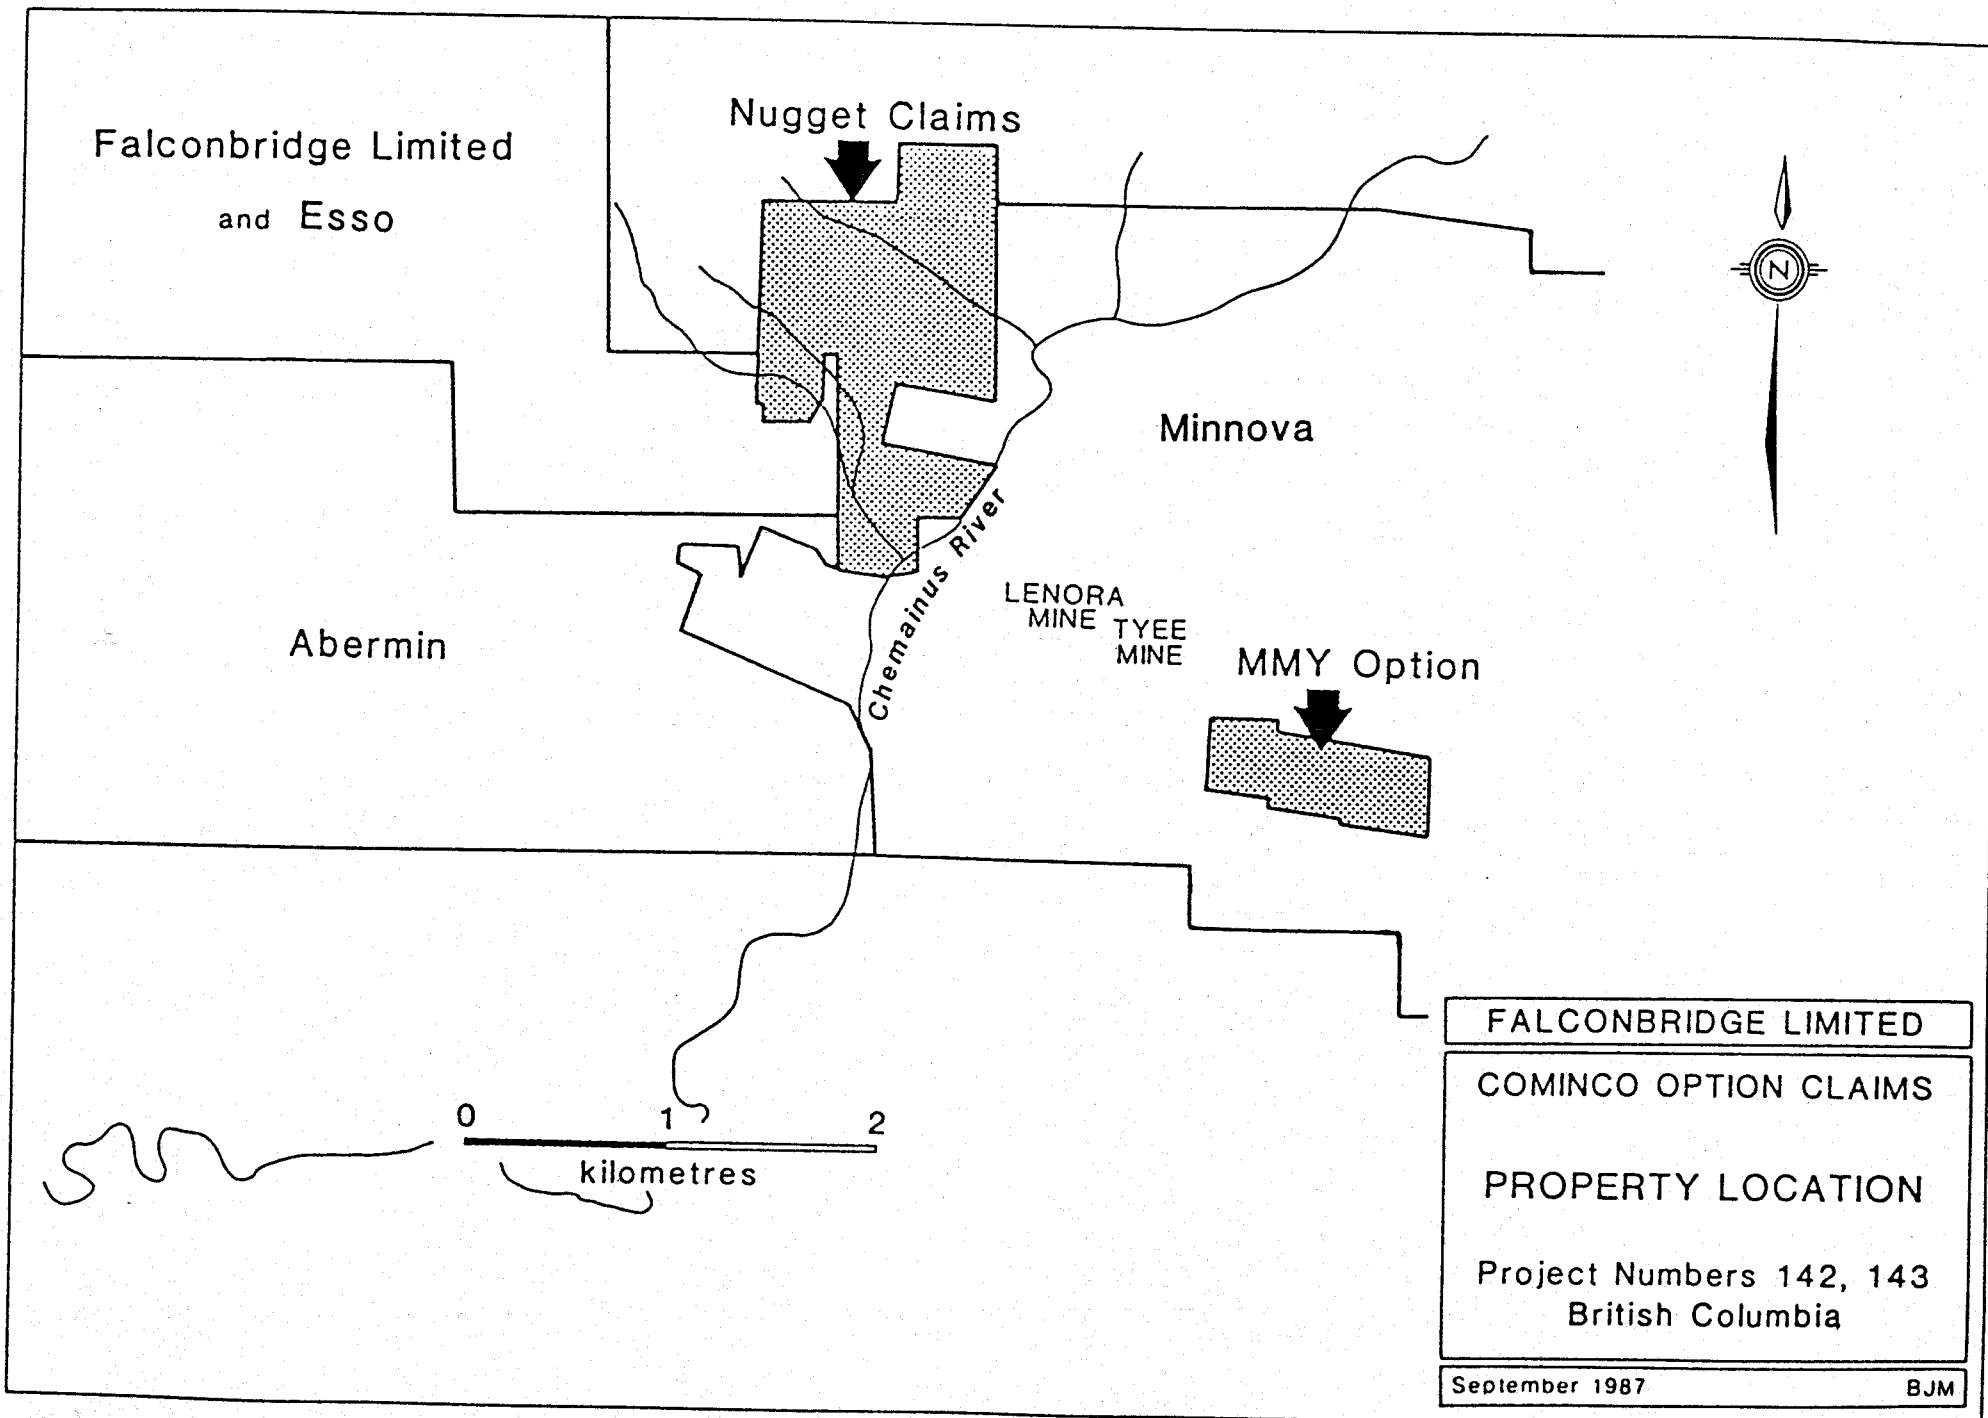 Nugget Claims
Falconbridge Limited
and Esso
N
Minnova
Chemainus River
LENORA
MINE
TYEE
MINE
Abermin
MMY Option
0 1 2
kilometres
FALCONBRIDGE LIMITED
COMINCO OPTION CLAIMS
PROPERTY LOCATION
Project Numbers 142, 143
British Columbia
September 1987 BJM